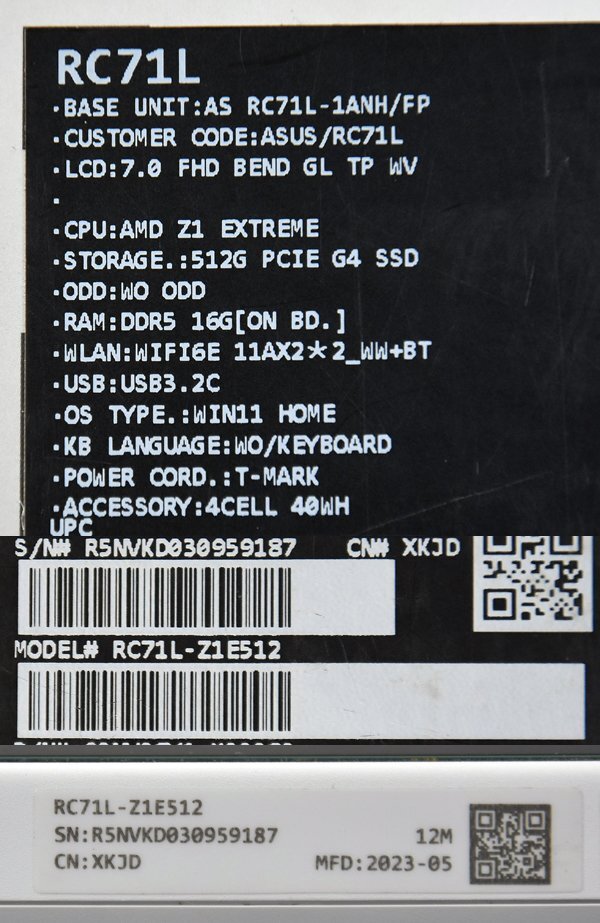 RC71L
·BASE UNIT:AS RC71L-1ANH/FP
·CUSTOMER CODE:ASUS/RC71L
·LCD:7.0 FHD BEND GL TP WV
·
·CPU:AMD Z1 EXTREME
·STORAGE.:512G PCIE G4 SSD
·ODD:WO ODD
·RAM:DDR5 16G[ON BD.]
·WLAN:WIFI6E 11AX2*2_WW+BT
·USB:USB3.2C
·OS TYPE.:WIN11 HOME
·KB LANGUAGE:WO/KEYBOARD
·POWER CORD.:T-MARK
·ACCESSORY:4CELL 40WH
UPC
S/N# R5NVKD030959187 CN# XKJD
MODEL# RC71L-Z1E512
RC71L-Z1E512
SN:R5NVKD030959187 12M
CN:XKJD MFD:2023-05